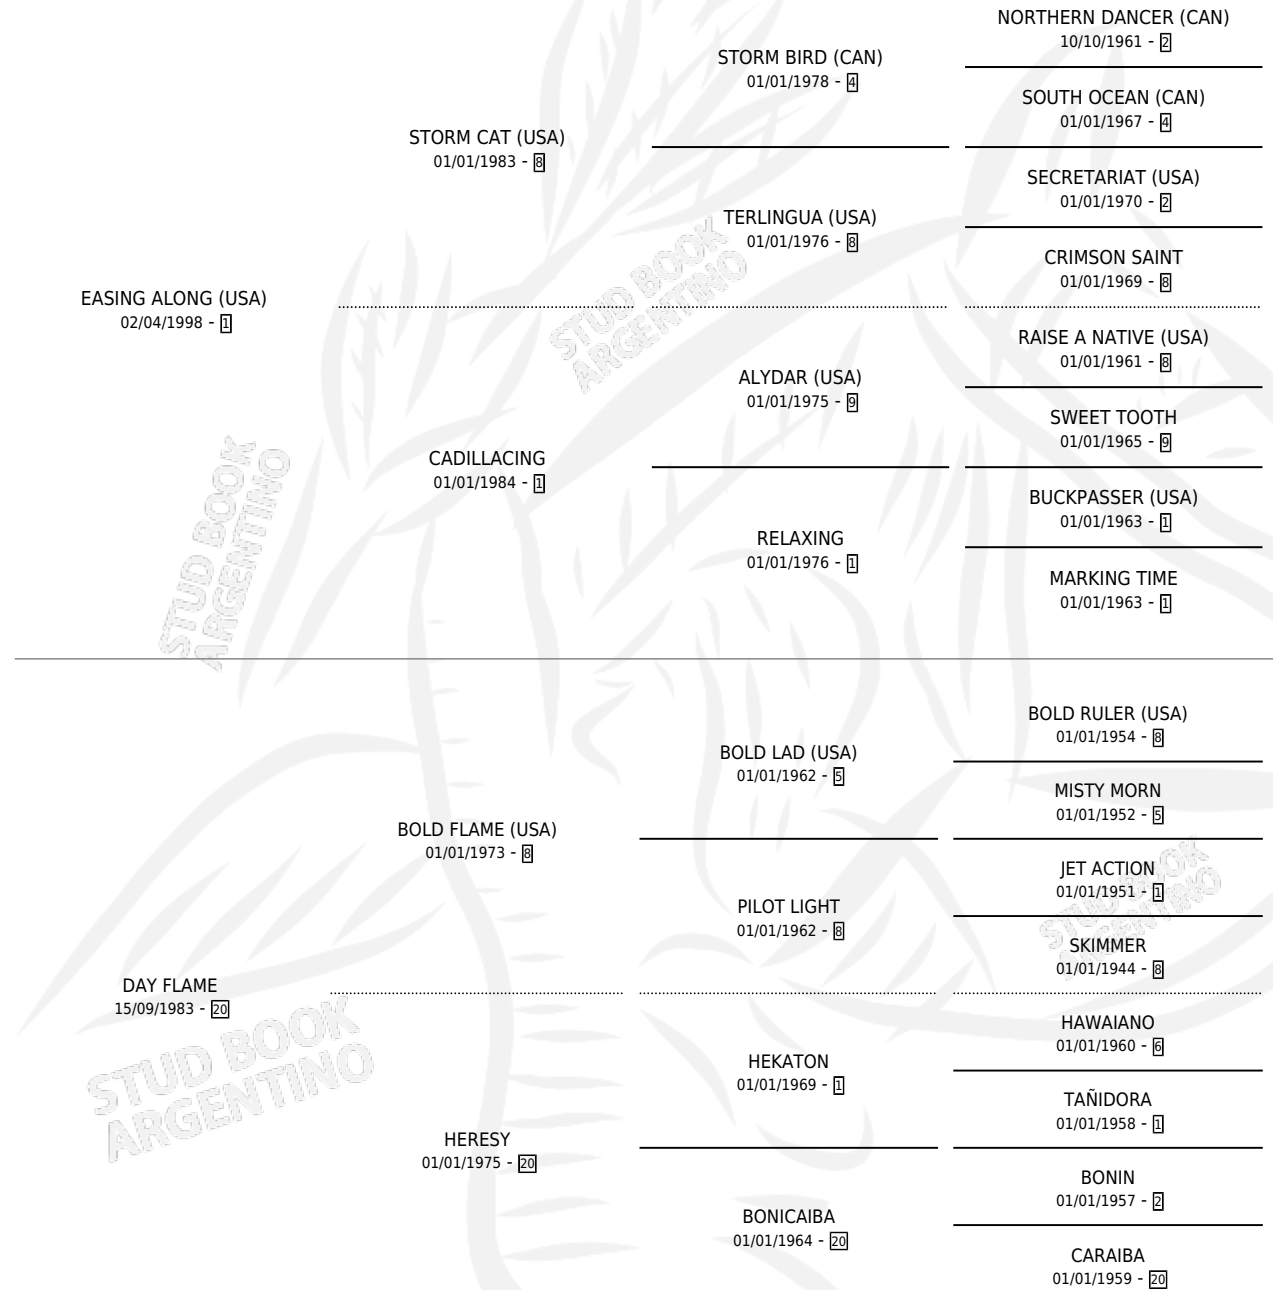 NORTHERN DANCER (CAN)
10/10/1961 - 2
STORM BIRD (CAN)
01/01/1978 - 4
SOUTH OCEAN (CAN)
01/01/1967 - 4
STORM CAT (USA)
01/01/1983 - 8
SECRETARIAT (USA)
01/01/1970 - 2
TERLINGUA (USA)
01/01/1976 - 8
CRIMSON SAINT
01/01/1969 - 8
EASING ALONG (USA)
02/04/1998 - 1
STUD BOOK
ARGENTINO
RAISE A NATIVE (USA)
01/01/1961 - 8
ALYDAR (USA)
01/01/1975 - 9
SWEET TOOTH
01/01/1965 - 9
CADILLACING
01/01/1984 - 1
BUCKPASSER (USA)
01/01/1963 - 1
RELAXING
01/01/1976 - 1
MARKING TIME
01/01/1963 - 1
STUD BOOK
ARGENTINO
BOLD RULER (USA)
01/01/1954 - 8
BOLD LAD (USA)
01/01/1962 - 5
MISTY MORN
01/01/1952 - 5
BOLD FLAME (USA)
01/01/1973 - 8
JET ACTION
01/01/1951 - 1
STUD BOOK
ARGENTINO
PILOT LIGHT
01/01/1962 - 8
SKIMMER
01/01/1944 - 8
DAY FLAME
15/09/1983 - 20
STUD BOOK
ARGENTINO
HAWAIANO
01/01/1960 - 6
HEKATON
01/01/1969 - 1
TAÑIDORA
01/01/1958 - 1
HERESY
01/01/1975 - 20
BONIN
01/01/1957 - 2
BONICAIBA
01/01/1964 - 20
CARAIBA
01/01/1959 - 20